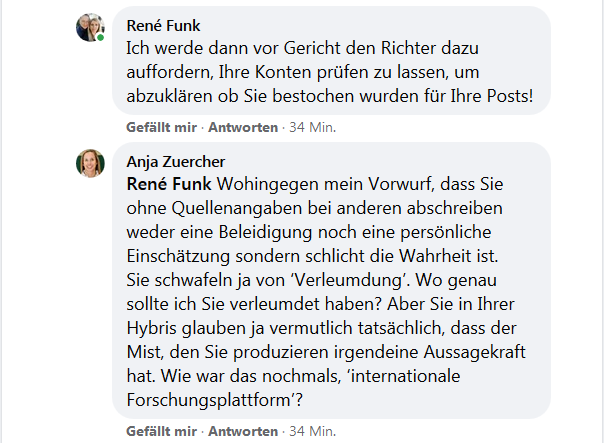 René Funk
Ich werde dann vor Gericht den Richter dazu
auffordern, Ihre Konten prüfen zu lassen, um
abzuklären ob Sie bestochen wurden für Ihre Posts!
Gefällt mir · Antworten · 34 Min.
Anja Zuercher
René Funk Wohingegen mein Vorwurf, dass Sie
ohne Quellenangaben bei anderen abschreiben
weder eine Beleidigung noch eine persönliche
Einschätzung sondern schlicht die Wahrheit ist.
Sie schwafeln ja von 'Verleumdung'. Wo genau
sollte ich Sie verleumdet haben? Aber Sie in Ihrer
Hybris glauben ja vermutlich tatsächlich, dass der
Mist, den Sie produzieren irgendeine Aussagekraft
hat. Wie war das nochmals, 'internationale
Forschungsplattform'?
Gefällt mir · Antworten · 34 Min.